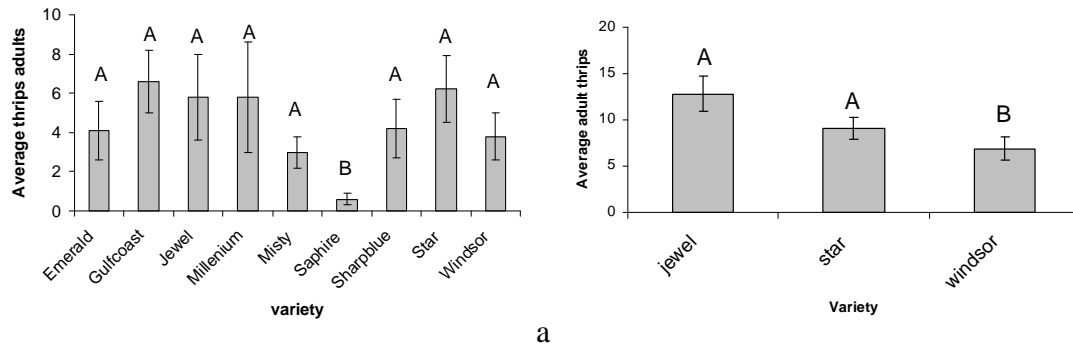 Average thrips adults
10
8
6
4
2
0
A
A
A
A
A
B
A
A
A
Emerald
Gulfcoast
Jewel
Millenium
Misty
Saphire
Sharpblue
Star
Windsor
variety
Average adult thrips
20
15
10
5
0
A
A
B
jewel
star
windsor
Variety
a